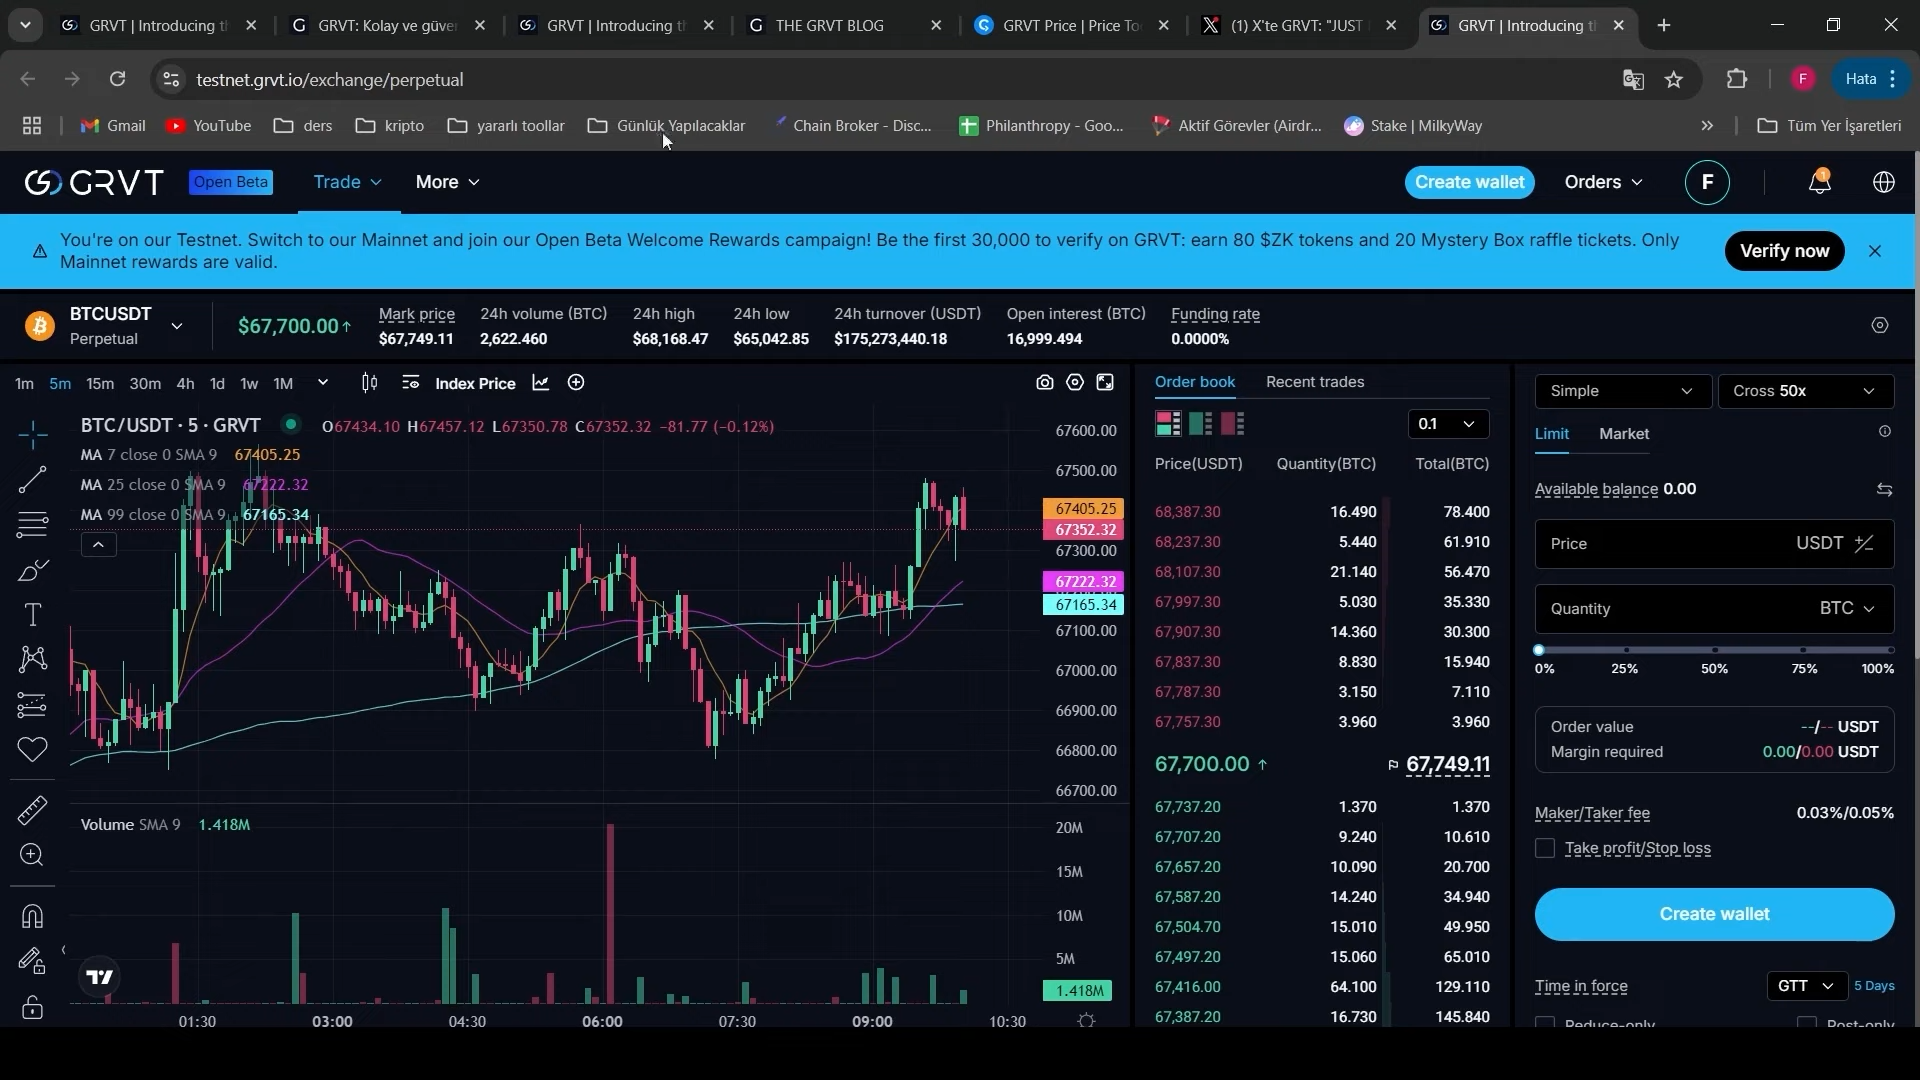 GRVT | Introducing th
GRVT: Kolay ve güver
GRVT | Introducing th
THE GRVT BLOG
GRVT Price | Price To
(1) X'te GRVT: "JUST
GRVT | Introducing t
testnet.grvt.io/exchange/perpetual
F
Hata
Gmail
YouTube
ders
kripto
yararlı toollar
Günlük Yapılacaklar
Chain Broker - Disc...
Philanthropy - Goo...
Aktif Görevler (Airdr...
Stake | MilkyWay
Tüm Yer İşaretleri
GRVT
Open Beta
Trade
More
Create wallet
Orders
F
1
You're on our Testnet. Switch to our Mainnet and join our Open Beta Welcome Rewards campaign! Be the first 30,000 to verify on GRVT: earn 80 $ZK tokens and 20 Mystery Box raffle tickets. Only
Mainnet rewards are valid.
Verify now
BTCUSDT
Perpetual
$67,700.00↑
Mark price
$67,749.11
24h volume (BTC)
2,622.460
24h high
$68,168.47
24h low
$65,042.85
24h turnover (USDT)
$175,273,440.18
Open interest (BTC)
16,999.494
Funding rate
0.0000%
1m 5m 15m 30m 4h 1d 1w 1M
Index Price
BTC/USDT · 5 · GRVT
O67434.10 H67457.12 L67350.78 C67352.32 −81.77 (−0.12%)
MA 7 close 0 SMA 9 67405.25
MA 25 close 0 SMA 9 67222.32
MA 99 close 0 SMA 9 67165.34
67600.00
67500.00
67405.25
67352.32
67300.00
67222.32
67165.34
67100.00
67000.00
66900.00
66800.00
66700.00
Volume SMA 9 1.418M
20M
15M
10M
5M
1.418M
01:30 03:00 04:30 06:00 07:30 09:00 10:30
Order book
Recent trades
0.1
Price(USDT) Quantity(BTC) Total(BTC)
68,387.30 16.490 78.400
68,237.30 5.440 61.910
68,107.30 21.140 56.470
67,997.30 5.030 35.330
67,907.30 14.360 30.300
67,837.30 8.830 15.940
67,787.30 3.150 7.110
67,757.30 3.960 3.960
67,700.00 ↑ 67,749.11
67,737.20 1.370 1.370
67,707.20 9.240 10.610
67,657.20 10.090 20.700
67,587.20 14.240 34.940
67,504.70 15.010 49.950
67,497.20 15.060 65.010
67,416.00 64.100 129.110
67,387.20 16.730 145.840
Simple
Cross 50x
Limit
Market
Available balance 0.00
Price USDT
Quantity BTC
0% 25% 50% 75% 100%
Order value --/-- USDT
Margin required 0.00/0.00 USDT
Maker/Taker fee 0.03%/0.05%
Take profit/Stop loss
Create wallet
Time in force GTT 5 Days
Reduce-only Post-only